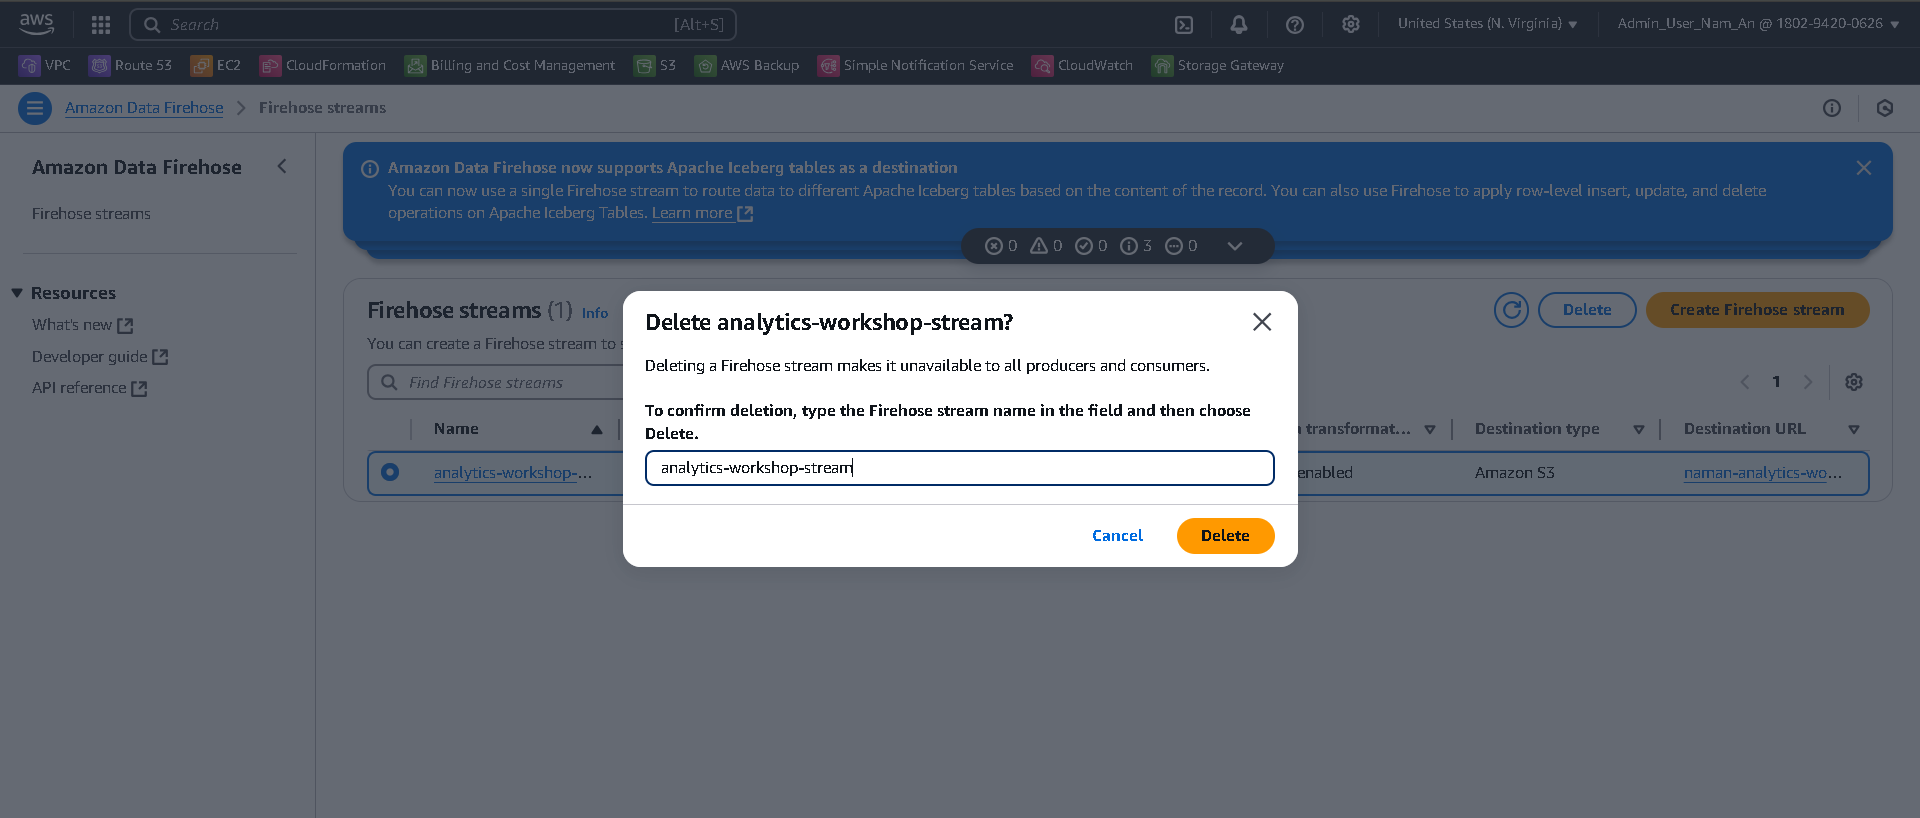 aws
Search [Alt+S]
United States (N. Virginia)
Admin_User_Nam_An @ 1802-9420-0626
VPC
Route 53
EC2
CloudFormation
Billing and Cost Management
S3
AWS Backup
Simple Notification Service
CloudWatch
Storage Gateway
Amazon Data Firehose
Firehose streams
Amazon Data Firehose
Firehose streams
Resources
What's new
Developer guide
API reference
Amazon Data Firehose now supports Apache Iceberg tables as a destination
You can now use a single Firehose stream to route data to different Apache Iceberg tables based on the content of the record. You can also use Firehose to apply row-level insert, update, and delete
operations on Apache Iceberg Tables. Learn more
0 0 0 3 0
Firehose streams (1) Info
Delete
Create Firehose stream
You can create a Firehose stream to
Find Firehose streams
1
Name
transformat...
Destination type
Destination URL
analytics-workshop-...
enabled
Amazon S3
naman-analytics-wo...
Delete analytics-workshop-stream?
Deleting a Firehose stream makes it unavailable to all producers and consumers.
To confirm deletion, type the Firehose stream name in the field and then choose
Delete.
analytics-workshop-stream
Cancel
Delete